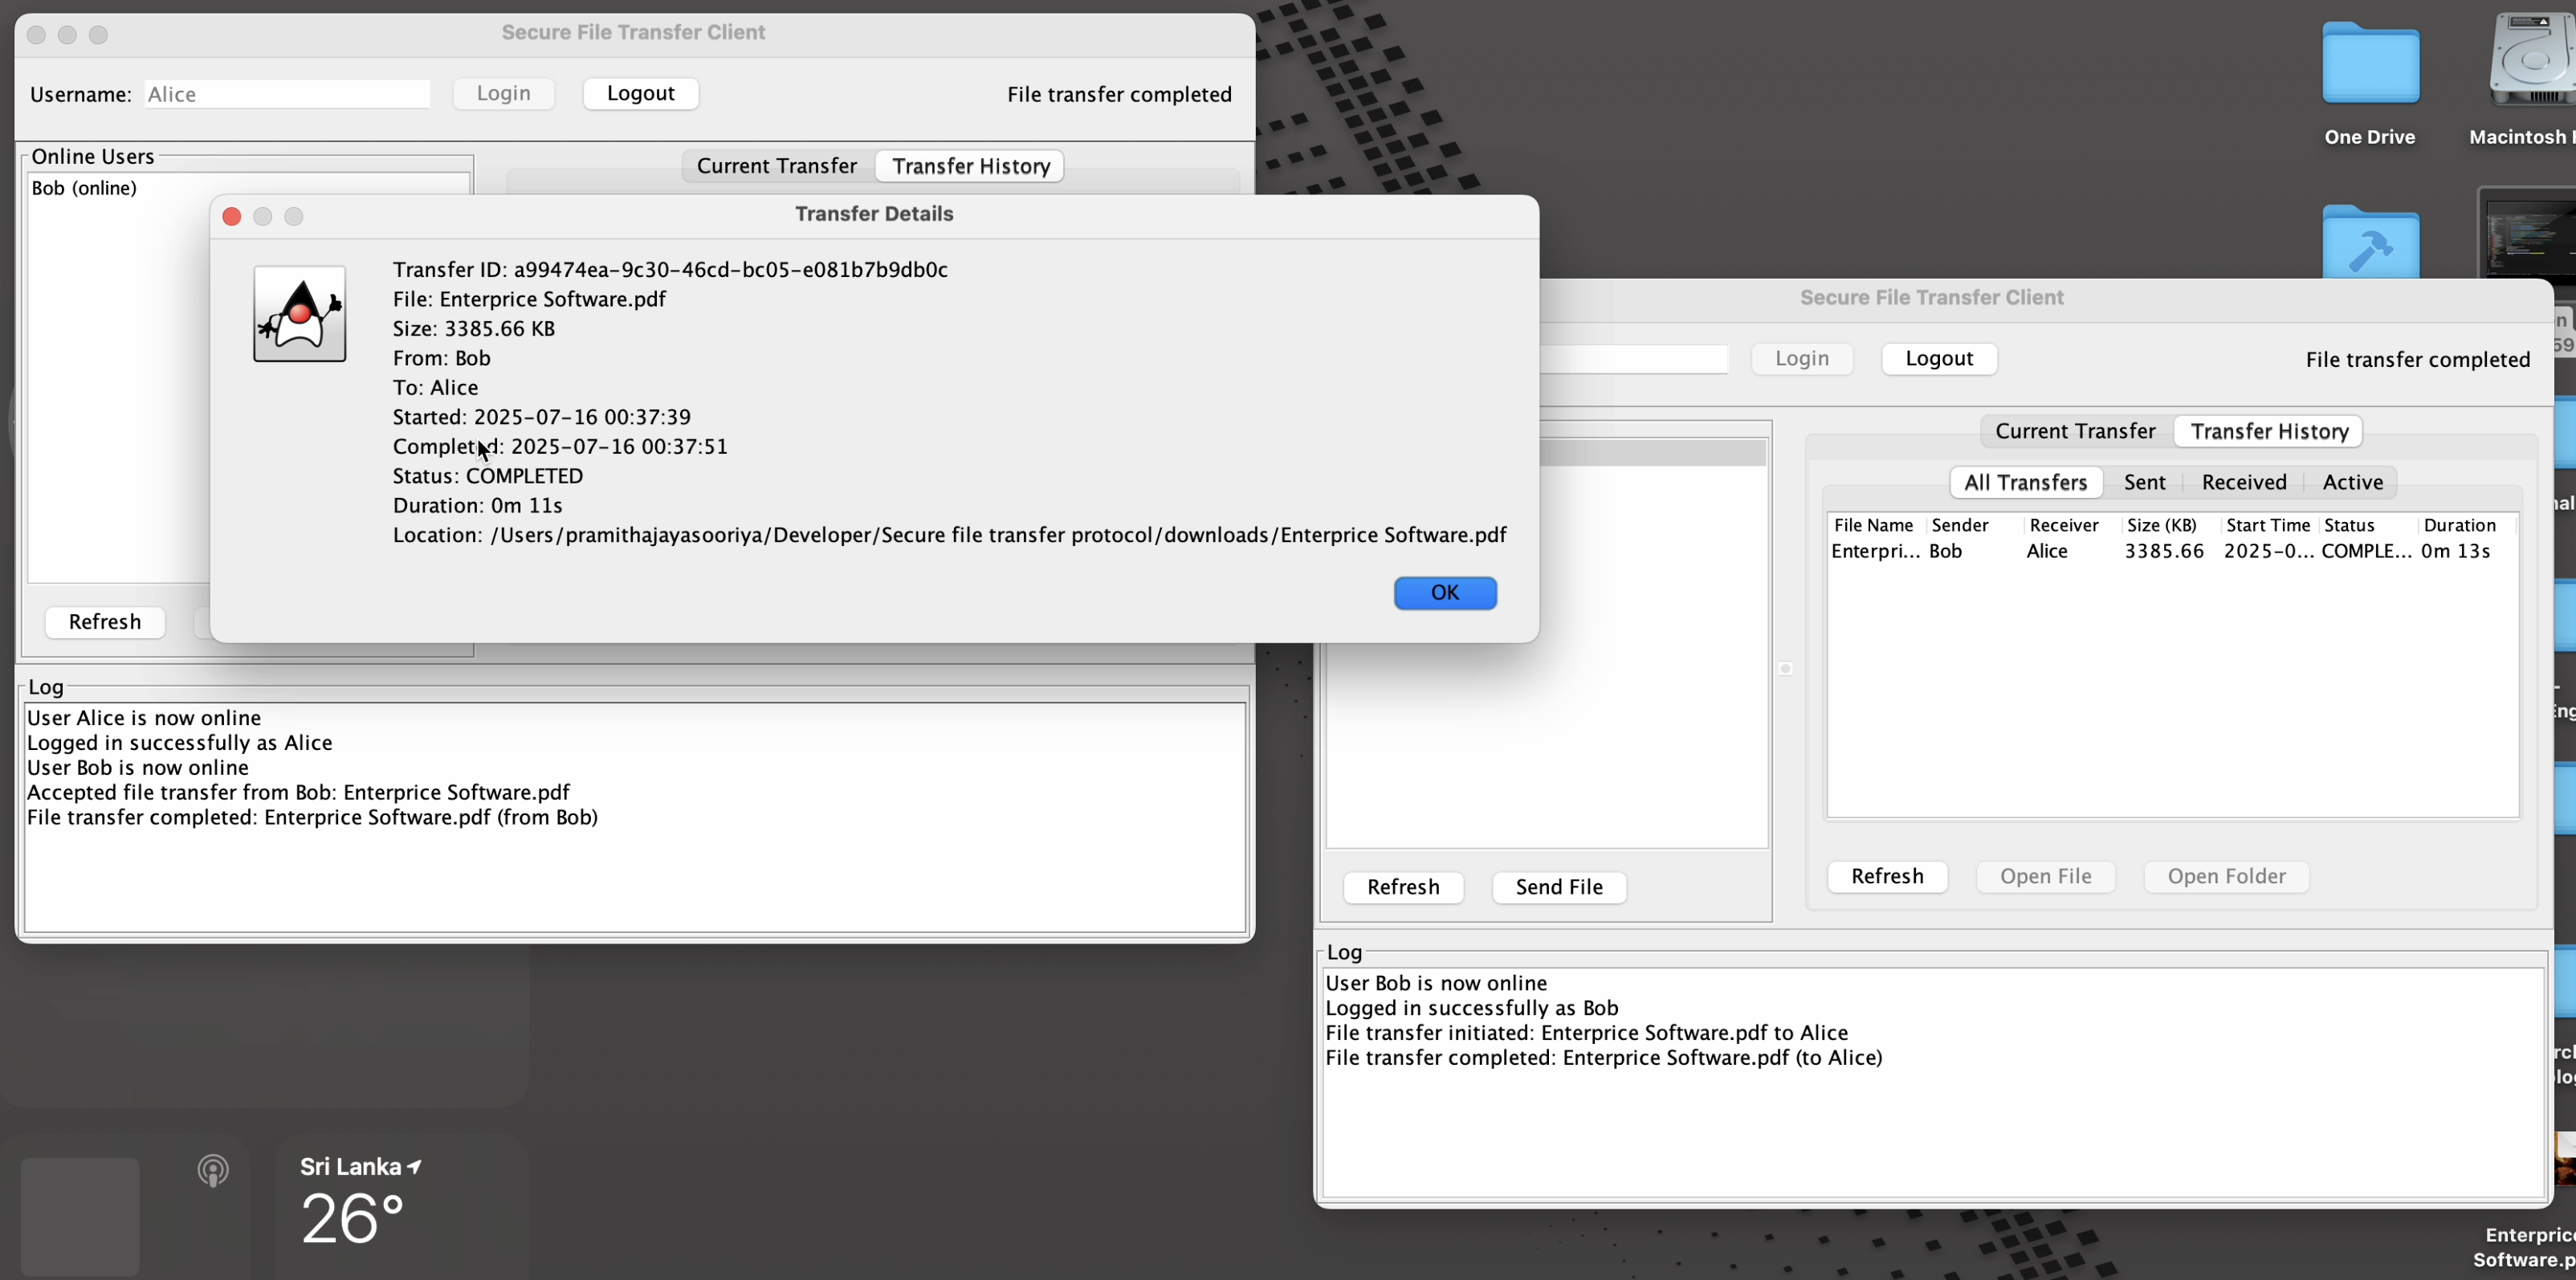 Secure File Transfer Client
Username: Alice Login Logout File transfer completed
Online Users
Bob (online)
Current Transfer Transfer History
Transfer Details
Transfer ID: a99474ea-9c30-46cd-bc05-e081b7b9db0c
File: Enterprice Software.pdf
Size: 3385.66 KB
From: Bob
To: Alice
Started: 2025-07-16 00:37:39
Completed: 2025-07-16 00:37:51
Status: COMPLETED
Duration: 0m 11s
Location: /Users/pramithajayasooriya/Developer/Secure file transfer protocol/downloads/Enterprice Software.pdf
OK
Refresh
Log
User Alice is now online
Logged in successfully as Alice
User Bob is now online
Accepted file transfer from Bob: Enterprice Software.pdf
File transfer completed: Enterprice Software.pdf (from Bob)
Secure File Transfer Client
Login Logout File transfer completed
Current Transfer Transfer History
All Transfers Sent Received Active
File Name Sender Receiver Size (KB) Start Time Status Duration
Enterpri... Bob Alice 3385.66 2025-0... COMPLE... 0m 13s
Refresh Send File
Refresh Open File Open Folder
Log
User Bob is now online
Logged in successfully as Bob
File transfer initiated: Enterprice Software.pdf to Alice
File transfer completed: Enterprice Software.pdf (to Alice)
One Drive
Macintosh
Sri Lanka
26°
Enterpric
Software.p